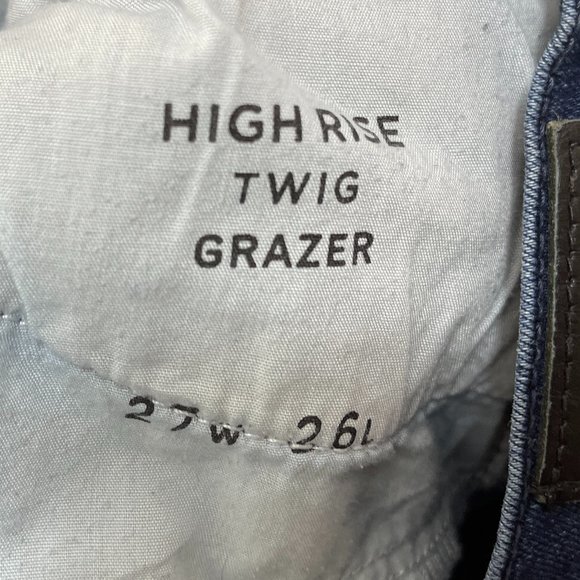 HIGH RISE
TWIG
GRAZER
27W 26L